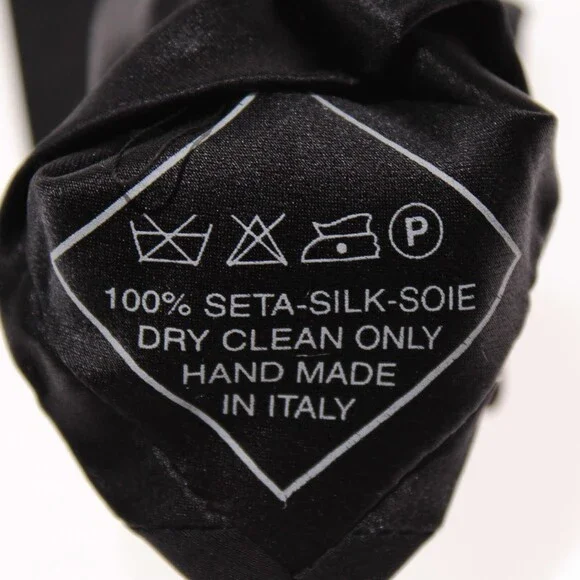 P
100% SETA-SILK-SOIE
DRY CLEAN ONLY
HAND MADE
IN ITALY